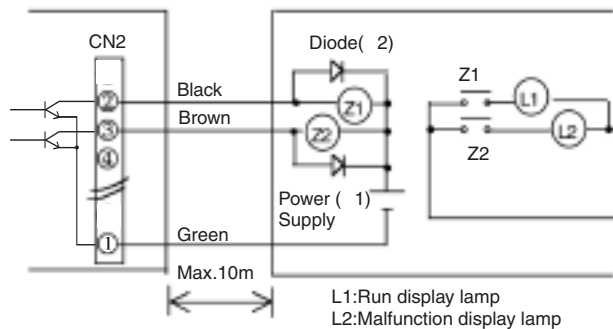 CN2
Diode( 2)
②
Black
Z1
Z1
L1
③
Brown
Z2
L2
Z2
④
Power ( 1)
Supply
①
Green
Max.10m
L1:Run display lamp
L2:Malfunction display lamp